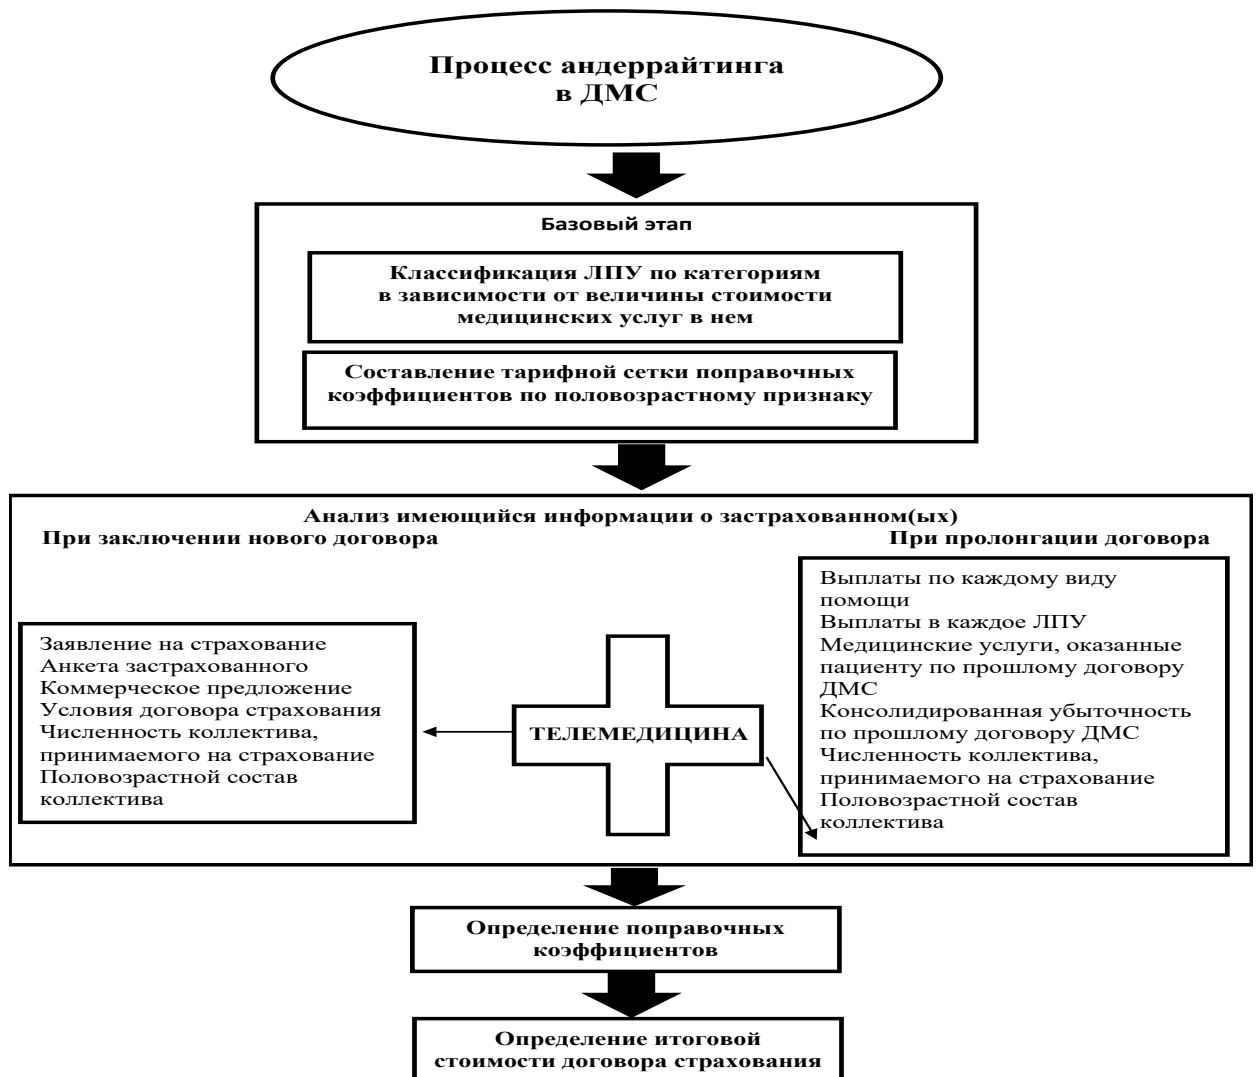 Процесс андеррайтинга
в ДМС
Базовый этап
Классификация ЛПУ по категориям
в зависимости от величины стоимости
медицинских услуг в нем
Составление тарифной сетки поправочных
коэффициентов по половозрастному признаку
Анализ имеющийся информации о застрахованном(ых)
При заключении нового договора
При пролонгации договора
Заявление на страхование
Анкета застрахованного
Коммерческое предложение
Условия договора страхования
Численность коллектива,
принимаемого на страхование
Половозрастной состав
коллектива
ТЕЛЕМЕДИЦИНА
Выплаты по каждому виду
помощи
Выплаты в каждое ЛПУ
Медицинские услуги, оказанные
пациенту по прошлому договору
ДМС
Консолидированная убыточность
по прошлому договору ДМС
Численность коллектива,
принимаемого на страхование
Половозрастной состав
коллектива
Определение поправочных
коэффициентов
Определение итоговой
стоимости договора страхования